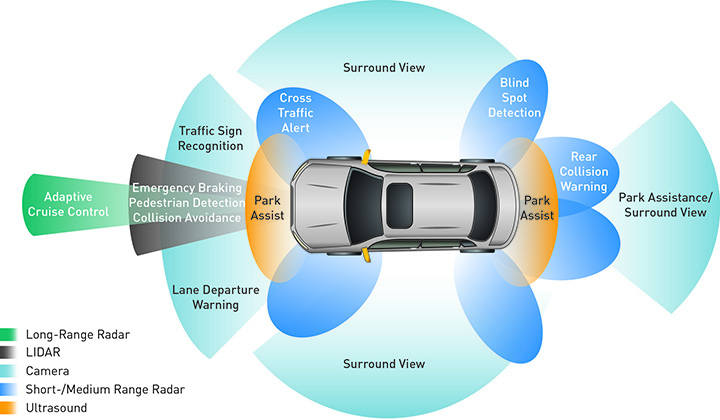 Surround View
Blind
Spot
Detection
Cross
Traffic
Alert
Traffic Sign
Recognition
Rear
Collision
Warning
Adaptive
Cruise Control
Emergency Braking
Pedestrian Detection
Collision Avoidance
Park
Assist
Park
Assist
Park Assistance/
Surround View
Lane Departure
Warning
Surround View
Long-Range Radar
LIDAR
Camera
Short-/Medium Range Radar
Ultrasound